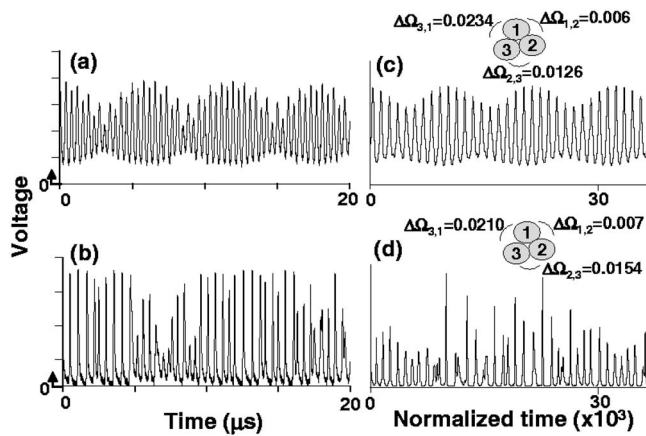 ΔΩ3,1=0.0234
ΔΩ1,2=0.006
1
3
2
ΔΩ2,3=0.0126
(a)
(c)
Voltage
0
0
20
0
30
ΔΩ3,1=0.0210
ΔΩ1,2=0.007
1
3
2
ΔΩ2,3=0.0154
(b)
(d)
0
0
20
0
30
Time (μs)
Normalized time (x10³)